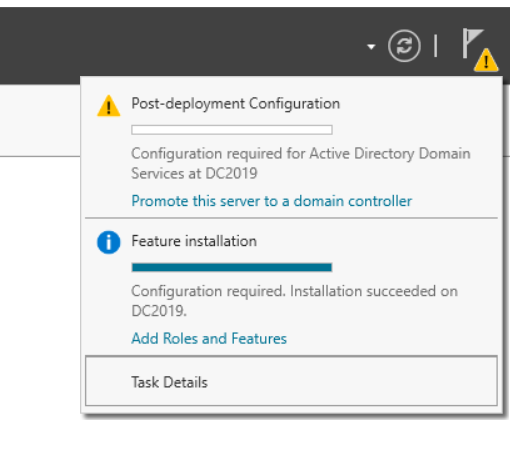 Post-deployment Configuration
Configuration required for Active Directory Domain
Services at DC2019
Promote this server to a domain controller
Feature installation
Configuration required. Installation succeeded on
DC2019.
Add Roles and Features
Task Details